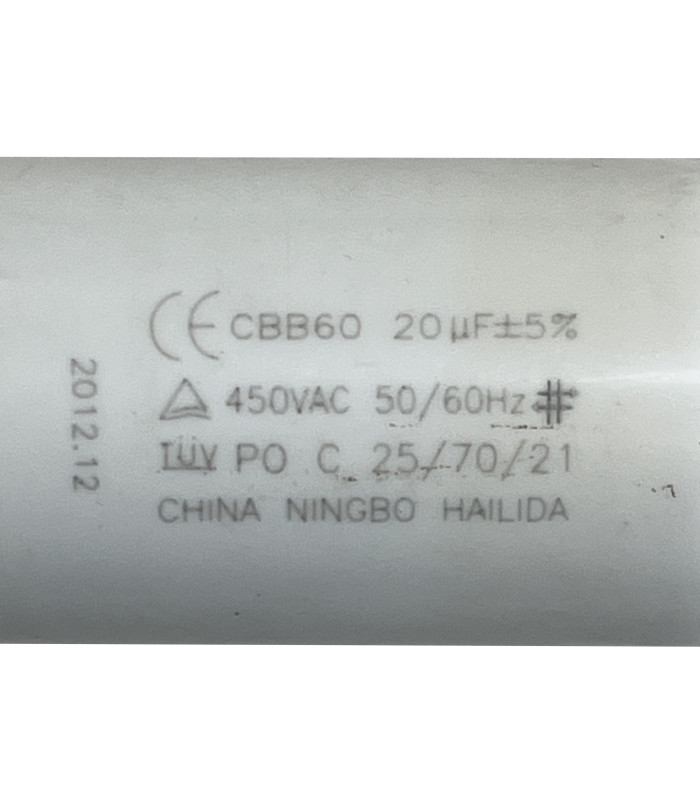 CE CBB60 20µF±5%
450VAC 50/60Hz
TÜV PO C 25/70/21
CHINA NINGBO HAILIDA
2012.12